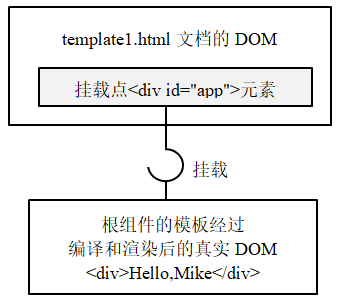 template1.html 文档的 DOM
挂载点<div id="app">元素
挂载
根组件的模板经过
编译和渲染后的真实 DOM
<div>Hello,Mike</div>